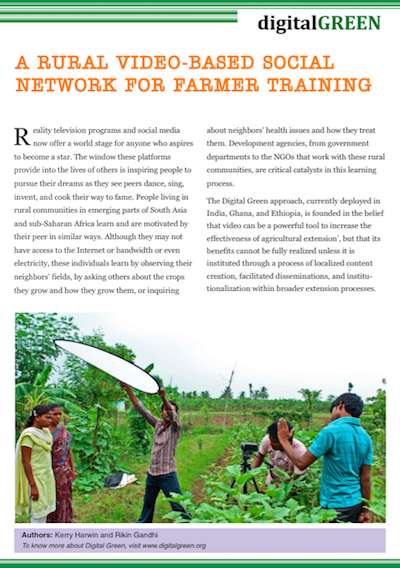 digitalGREEN
A RURAL VIDEO-BASED SOCIAL
NETWORK FOR FARMER TRAINING
Reality television programs and social media
now offer a world stage for anyone who aspires
to become a star. The window these platforms
provide into the lives of others is inspiring people to
pursue their dreams as they see peers dance, sing,
invent, and cook their way to fame. People living in
rural communities in emerging parts of South Asia
and sub-Saharan Africa learn and are motivated by
their peer in similar ways. Although they may not
have access to the Internet or bandwidth or even
electricity, these individuals learn by observing their
neighbors' fields, by asking others about the crops
they grow and how they grow them, or inquiring
about neighbors' health issues and how they treat
them. Development agencies, from government
departments to the NGOs that work with these rural
communities, are critical catalysts in this learning
process.
The Digital Green approach, currently deployed in
India, Ghana, and Ethiopia, is founded in the belief
that video can be a powerful tool to increase the
effectiveness of agricultural extension, but that its
benefits cannot be fully realized unless it is
instituted through a process of localized content
creation, facilitated disseminations, and institu-
tionalization within broader extension processes.
Authors: Kerry Harwin and Rikin Gandhi
To know more about Digital Green, visit www.digitalgreen.org